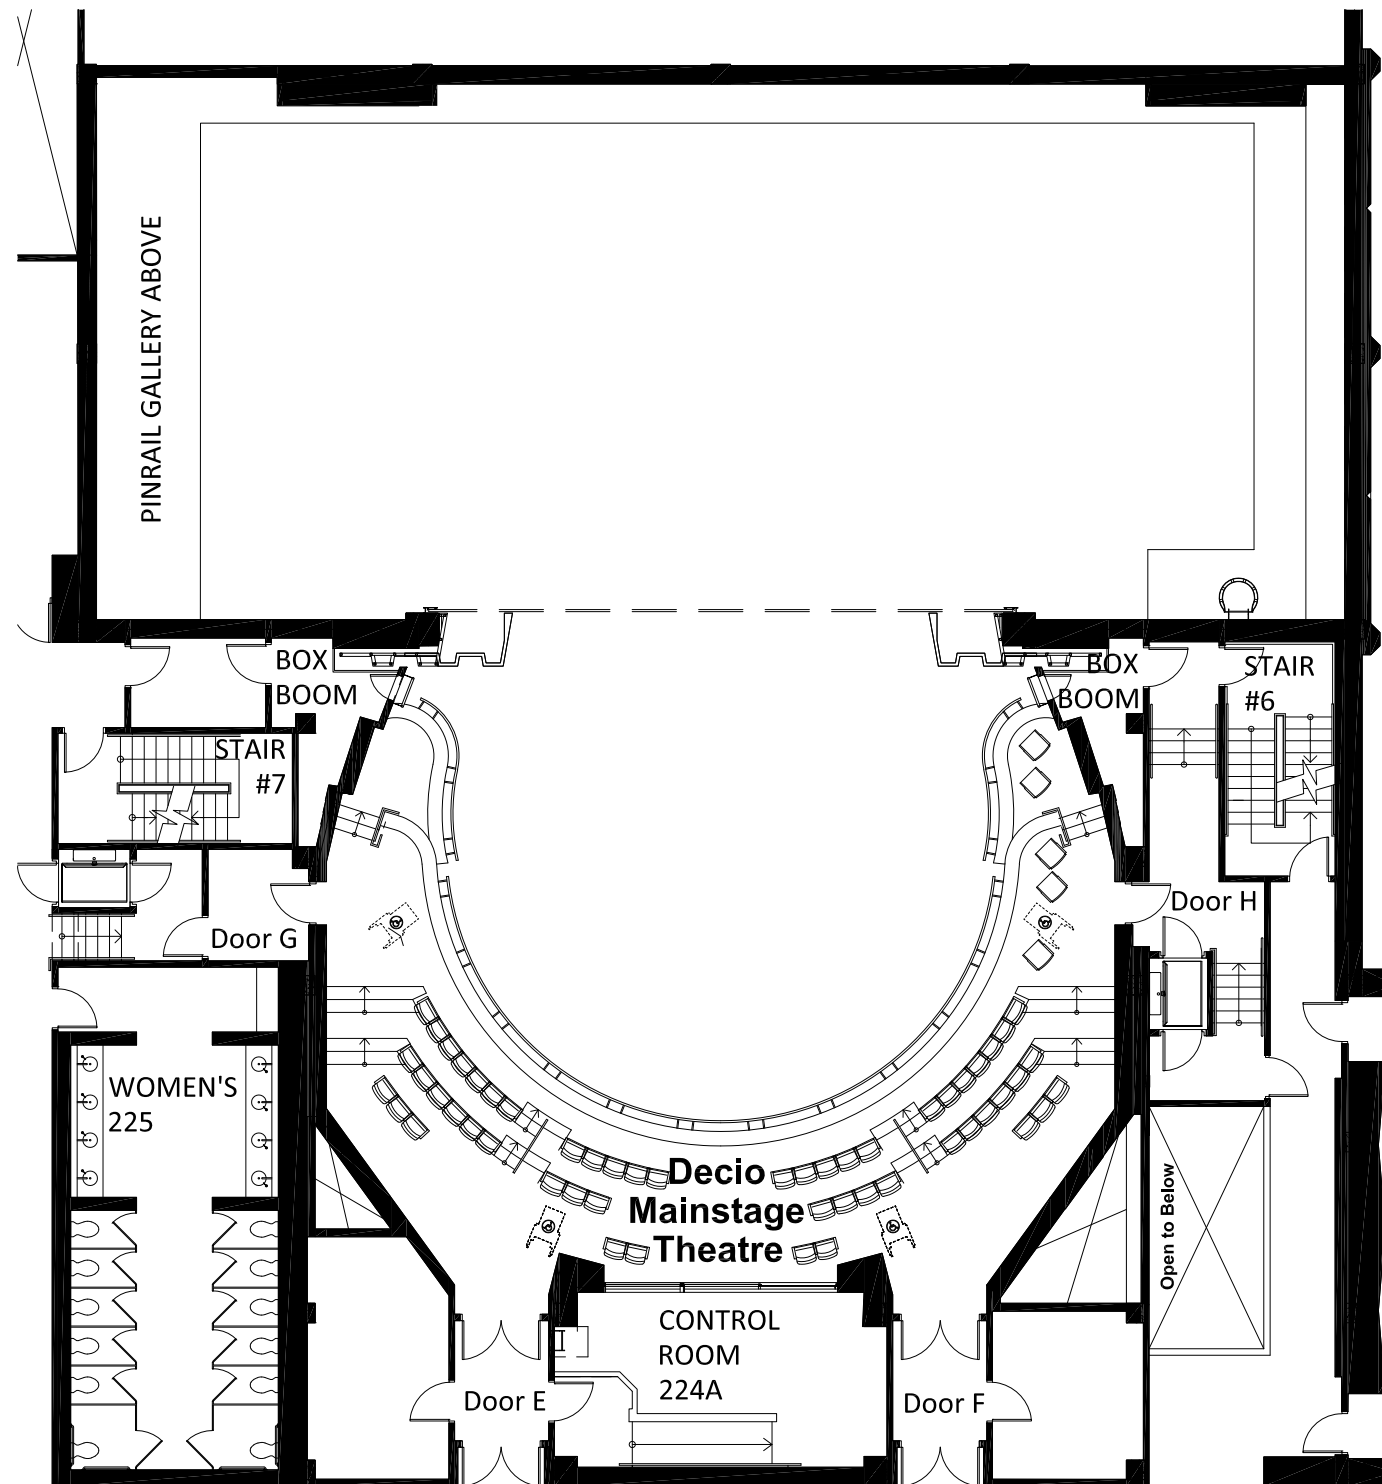 PINRAIL GALLERY ABOVE
BOX
BOOM
BOX
BOOM
STAIR
#6
STAIR
#7
Door G
Door H
WOMEN'S
225
Decio
Mainstage
Theatre
Open to Below
CONTROL
ROOM
224A
Door E
Door F